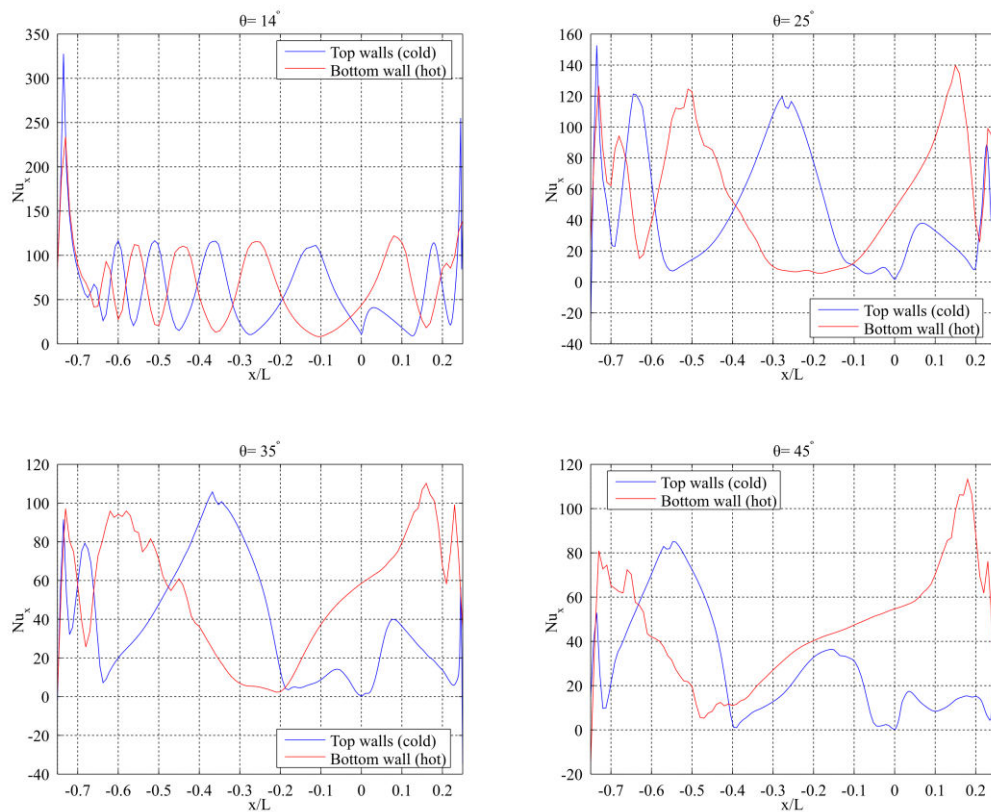 θ= 14°
350
300
250
200
150
100
50
0
Nu_x
-0.7 -0.6 -0.5 -0.4 -0.3 -0.2 -0.1 0 0.1 0.2
x/L
Top walls (cold)
Bottom wall (hot)
θ= 25°
160
140
120
100
80
60
40
20
0
-20
-40
Nu_x
-0.7 -0.6 -0.5 -0.4 -0.3 -0.2 -0.1 0 0.1 0.2
x/L
Top walls (cold)
Bottom wall (hot)
θ= 35°
120
100
80
60
40
20
0
-20
-40
Nu_x
-0.7 -0.6 -0.5 -0.4 -0.3 -0.2 -0.1 0 0.1 0.2
x/L
Top walls (cold)
Bottom wall (hot)
θ= 45°
120
100
80
60
40
20
0
-20
Nu_x
-0.7 -0.6 -0.5 -0.4 -0.3 -0.2 -0.1 0 0.1 0.2
x/L
Top walls (cold)
Bottom wall (hot)